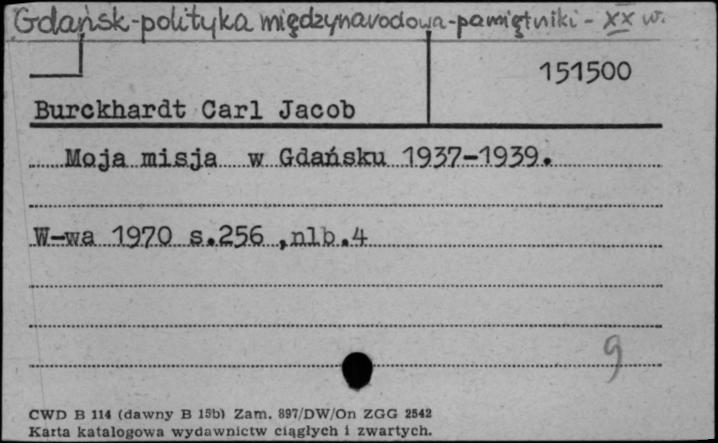 Gdańsk-polityka międzynarodowa-pamiętniki - XX w.
151500
Burckhardt Carl Jacob
Moja misja w Gdańsku 1937-1939.
W-wa 1970 s.256 ,nlb.4
9
CWD B 114 (dawny B 15b) Zam. 897/DW/On ZGG 2542
Karta katalogowa wydawnictw ciągłych i zwartych.